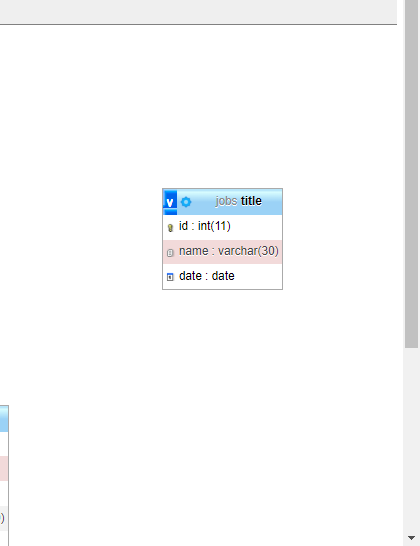 v jobs title
id : int(11)
name : varchar(30)
date : date
)